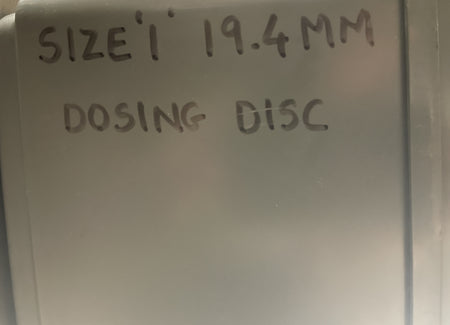 SIZE '1' 19.4MM
DOSING DISC